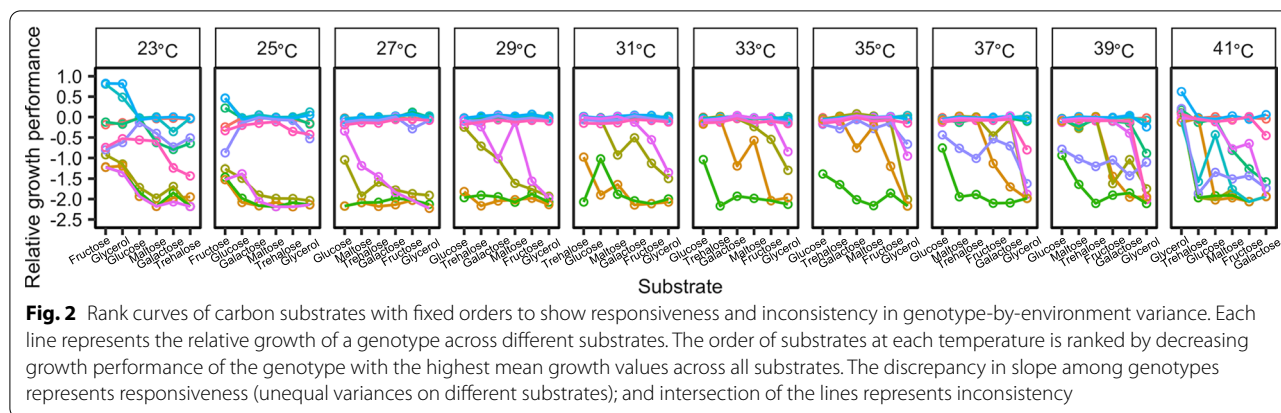 23°C 25°C 27°C 29°C 31°C 33°C 35°C 37°C 39°C 41°C
Relative growth performance
1.0
0.5
0.0
-0.5
-1.0
-1.5
-2.0
-2.5
Fructose Glycerol Glucose Maltose Galactose Trehalose
Fructose Glucose Galactose Maltose Trehalose Glycerol
Glucose Maltose Trehalose Galactose Fructose Glycerol
Glucose Trehalose Galactose Maltose Fructose Glycerol
Trehalose Glucose Maltose Galactose Fructose Glycerol
Glucose Trehalose Galactose Maltose Fructose Glycerol
Glucose Trehalose Galactose Maltose Fructose Glycerol
Glucose Maltose Trehalose Fructose Galactose Glycerol
Glucose Maltose Trehalose Fructose Galactose Glycerol
Glycerol Trehalose Glucose Maltose Fructose Galactose
Substrate
Fig. 2 Rank curves of carbon substrates with fixed orders to show responsiveness and inconsistency in genotype-by-environment variance. Each
line represents the relative growth of a genotype across different substrates. The order of substrates at each temperature is ranked by decreasing
growth performance of the genotype with the highest mean growth values across all substrates. The discrepancy in slope among genotypes
represents responsiveness (unequal variances on different substrates); and intersection of the lines represents inconsistency